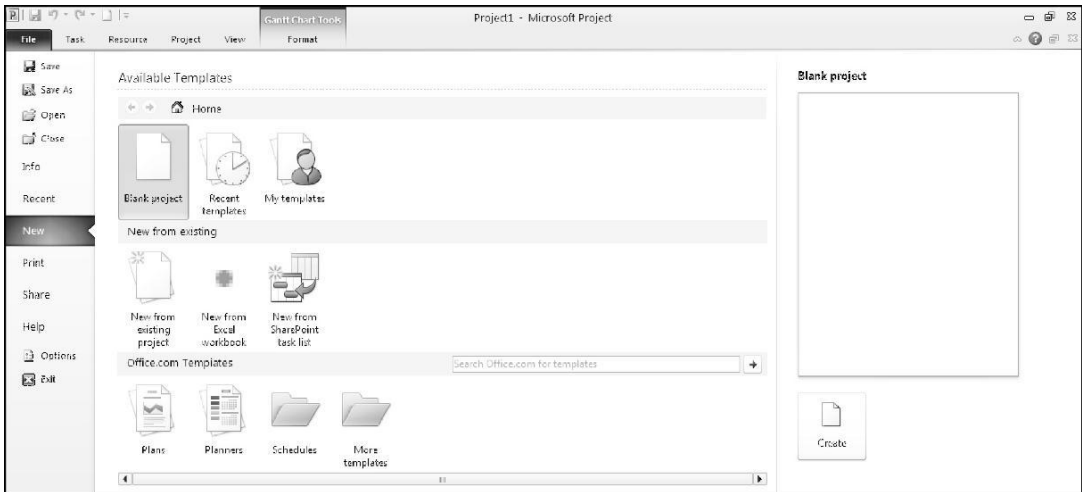 Gantt Chart Tools
Project1 - Microsoft Project
File Task Resource Project View Format
Save
Save As
Open
Close
Info
Recent
New
Print
Share
Help
Options
Exit
Available Templates
Home
Blank project
Recent
templates
My templates
New from existing
New from
existing
project
New from
Excel
workbook
New from
SharePoint
task list
Office.com Templates
Search Office.com for templates
Plans
Planners
Schedules
More
templates
Blank project
Create